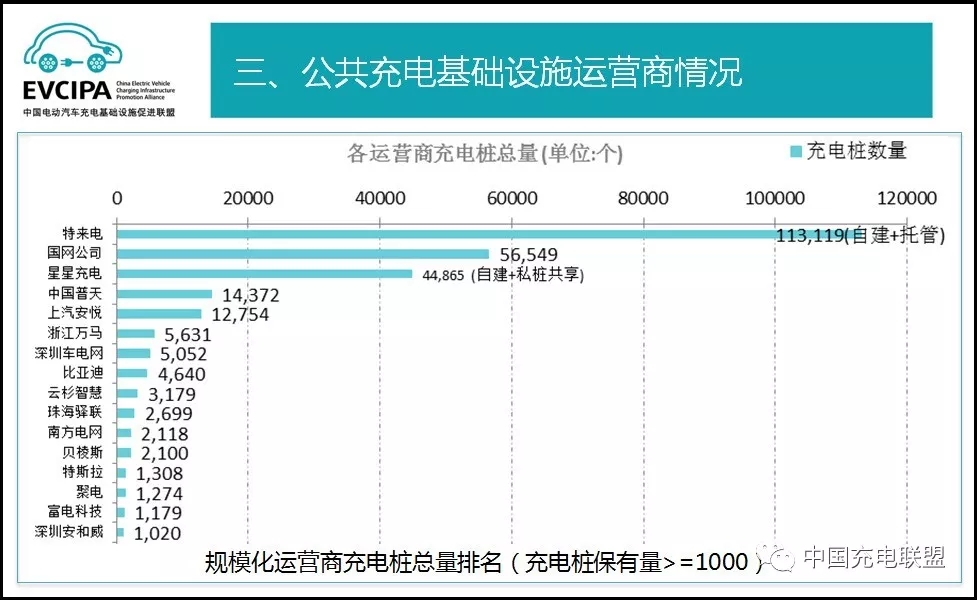 EVCIPA
China Electric Vehicle
Charging Infrastructure
Promotion Alliance
中国电动汽车充电基础设施促进联盟
三、公共充电基础设施运营商情况
各运营商充电桩总量(单位:个)
充电桩数量
0 20000 40000 60000 80000 100000 120000
特来电 113,119(自建+托管)
国网公司 56,549
星星充电 44,865 (自建+私桩共享)
中国普天 14,372
上汽安悦 12,754
浙江万马 5,631
深圳车电网 5,052
比亚迪 4,640
云杉智慧 3,179
珠海驿联 2,699
南方电网 2,118
贝棱斯 2,100
特斯拉 1,308
聚电 1,274
富电科技 1,179
深圳安和威 1,020
规模化运营商充电桩总量排名（充电桩保有量>=1000）
中国充电联盟